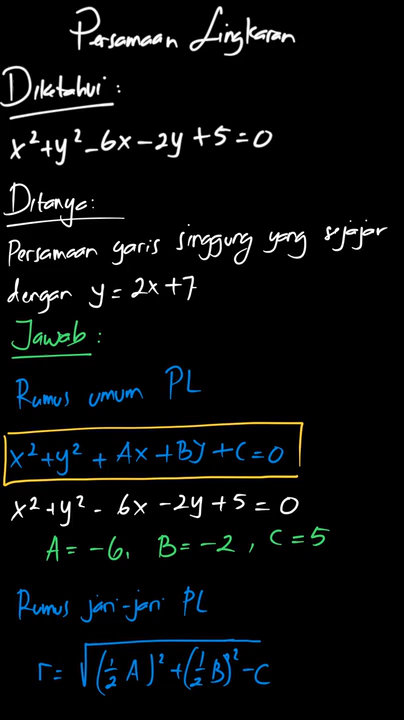 Persamaan Lingkaran
Diketahui:
x²+y²-6x-2y+5=0
Ditanya:
Persamaan garis singgung yang sejajar
dengan y=2x+7
Jawab:
Rumus umum PL
x²+y²+Ax+By+C=0
x²+y²-6x-2y+5=0
A=-6, B=-2, C=5
Rumus jari-jari PL
r=√((1/2 A)²+(1/2 B)²-C)